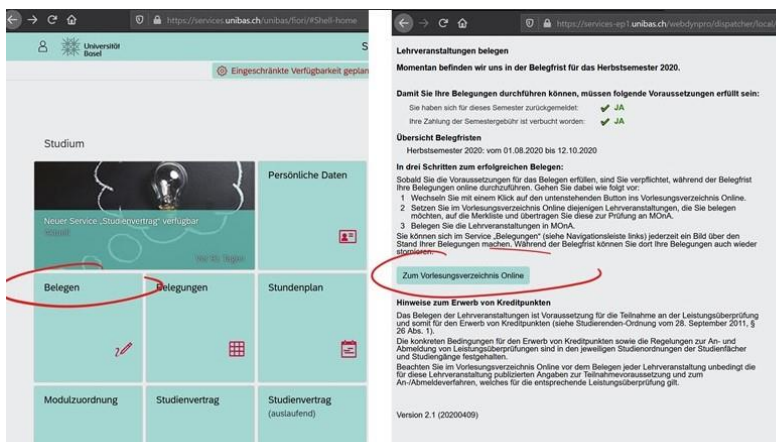 https://services.unibas.ch/unibas/fiori/#Shell-home
Universität
Basel
S
Eingeschränkte Verfügbarkeit geplan
Studium
Neuer Service „Studienvertrag" verfügbar
Persönliche Daten
Belegen
Belegungen
Stundenplan
Modulzuordnung
Studienvertrag
Studienvertrag
(auslaufend)
https://services-ep1.unibas.ch/webdynpro/dispatcher/local/
Lehrveranstaltungen belegen
Momentan befinden wir uns in der Belegfrist für das Herbstsemester 2020.
Damit Sie Ihre Belegungen durchführen können, müssen folgende Voraussetzungen erfüllt sein:
Sie haben sich für dieses Semester zurückgemeldet: JA
Ihre Zahlung der Semestergebühr ist verbucht worden: JA
Übersicht Belegfristen
Herbstsemester 2020: vom 01.08.2020 bis 12.10.2020
In drei Schritten zum erfolgreichen Belegen:
Sobald Sie die Voraussetzungen für das Belegen erfüllen, sind Sie verpflichtet, während der Belegfrist
Ihre Belegungen online durchzuführen. Gehen Sie dabei wie folgt vor:
1 Wechseln Sie mit einem Klick auf den untenstehenden Button ins Vorlesungsverzeichnis Online.
2 Setzen Sie im Vorlesungsverzeichnis Online diejenigen Lehrveranstaltungen, die Sie belegen
möchten, auf die Merkliste und übertragen Sie diese zur Prüfung an MOnA.
3 Belegen Sie die Lehrveranstaltungen in MOnA.
Sie können sich im Service „Belegungen" (siehe Navigationsleiste links) jederzeit ein Bild über den
Stand Ihrer Belegungen machen. Während der Belegfrist können Sie dort Ihre Belegungen auch wieder
stornieren.
Zum Vorlesungsverzeichnis Online
Hinweise zum Erwerb von Kreditpunkten
Das Belegen der Lehrveranstaltungen ist Voraussetzung für die Teilnahme an der Leistungsüberprüfung
und somit für den Erwerb von Kreditpunkten (siehe Studierenden-Ordnung vom 28. September 2011, §
26 Abs. 1).
Die konkreten Bedingungen für den Erwerb von Kreditpunkten sowie die Regelungen zur An- und
Abmeldung von Leistungsüberprüfungen sind in den jeweiligen Studienordnungen der Studienfächer
und Studiengänge festgehalten.
Beachten Sie im Vorlesungsverzeichnis Online vor dem Belegen jeder Lehrveranstaltung unbedingt die
für diese Lehrveranstaltung publizierten Angaben zur Teilnahmevoraussetzung und zum
An-/Abmeldeverfahren, welches für die entsprechende Leistungsüberprüfung gilt.
Version 2.1 (20200409)